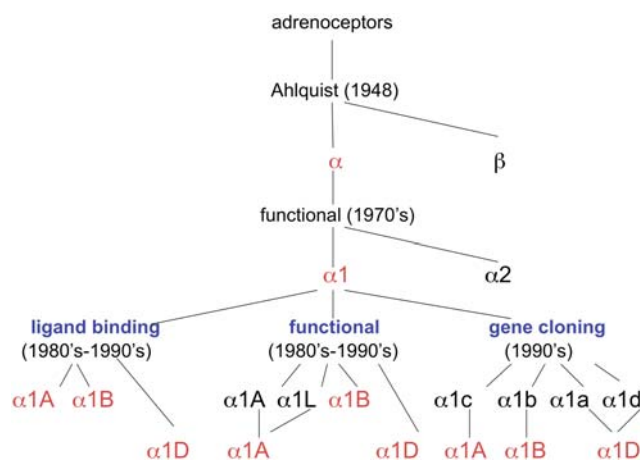 adrenoceptors
Ahlquist (1948)
α β
functional (1970's)
α1 α2
ligand binding functional gene cloning
(1980's-1990's) (1980's-1990's) (1990's)
α1A α1B α1A α1L α1B α1c α1b α1a α1d
α1D α1A α1D α1A α1B α1D